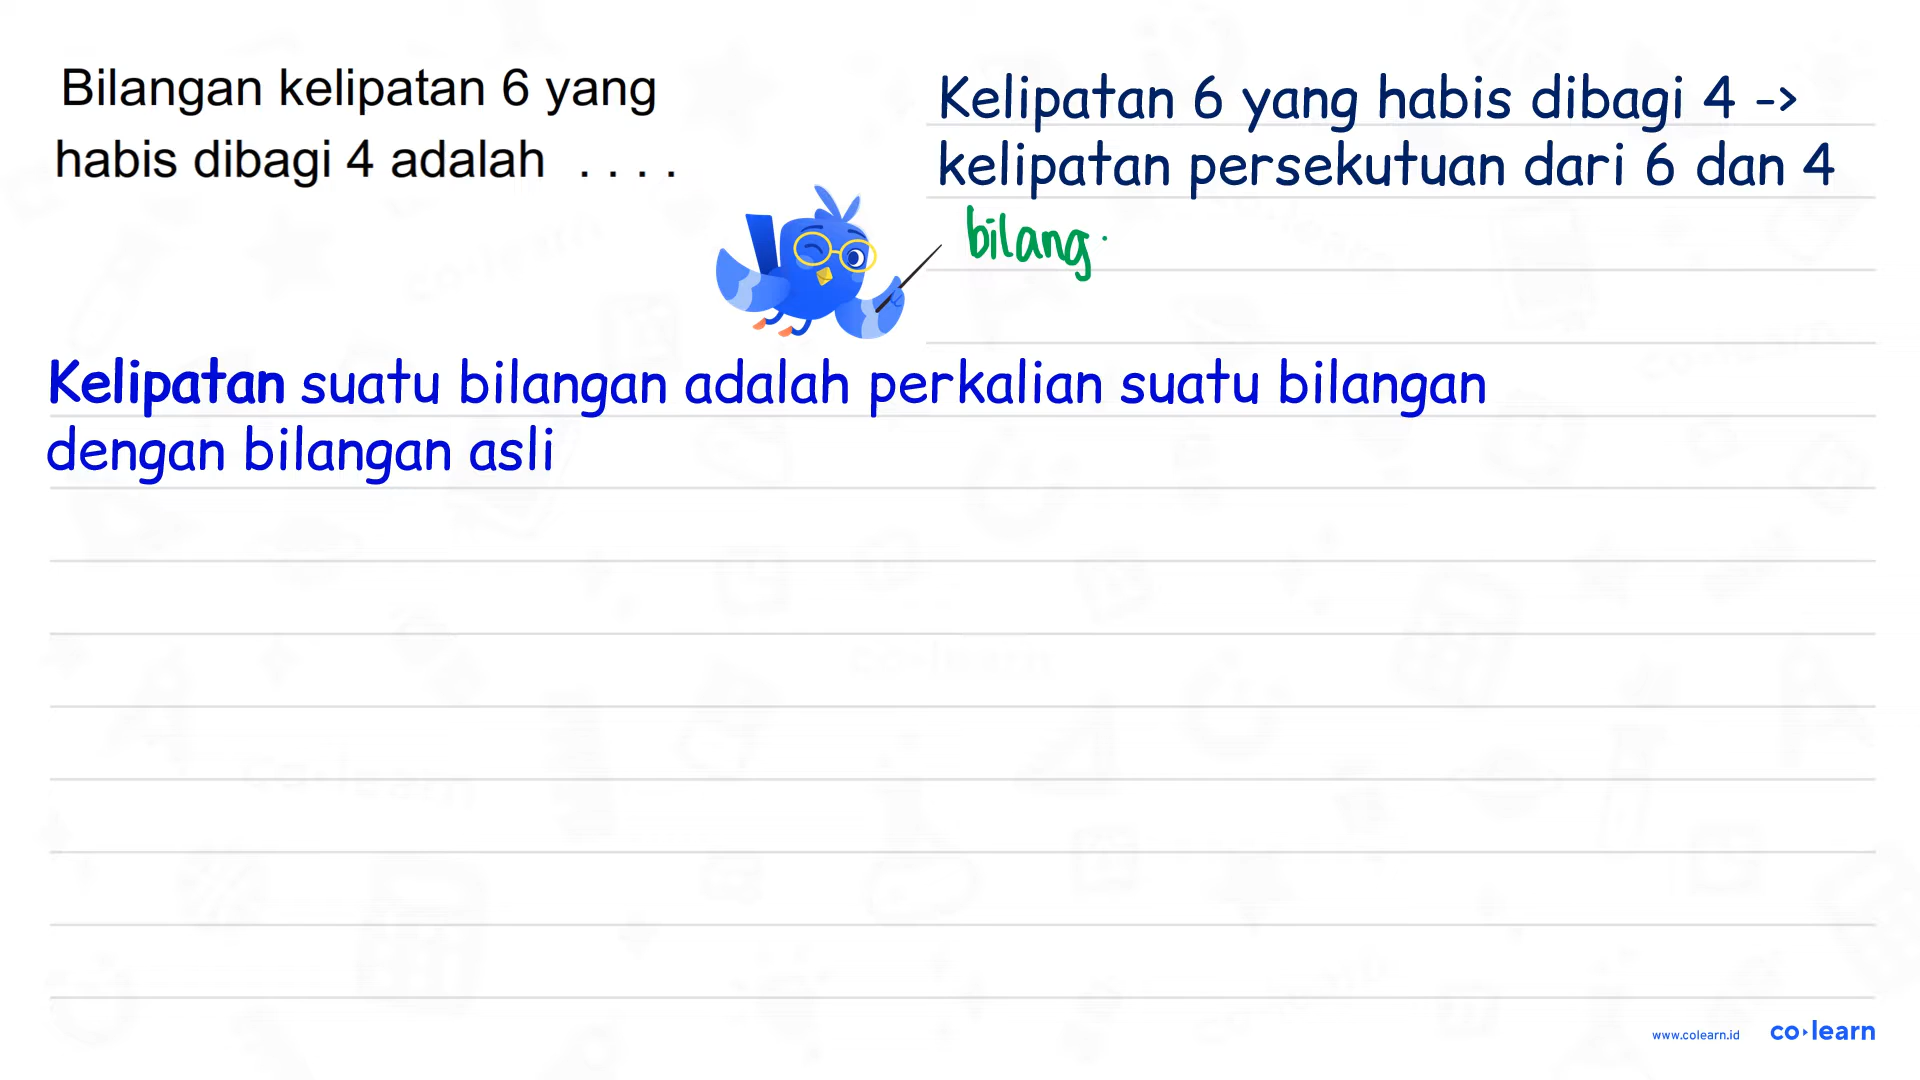 Bilangan kelipatan 6 yang
habis dibagi 4 adalah . . . .
Kelipatan 6 yang habis dibagi 4 ->
kelipatan persekutuan dari 6 dan 4
bilang
Kelipatan suatu bilangan adalah perkalian suatu bilangan
dengan bilangan asli
www.colearn.id
co learn